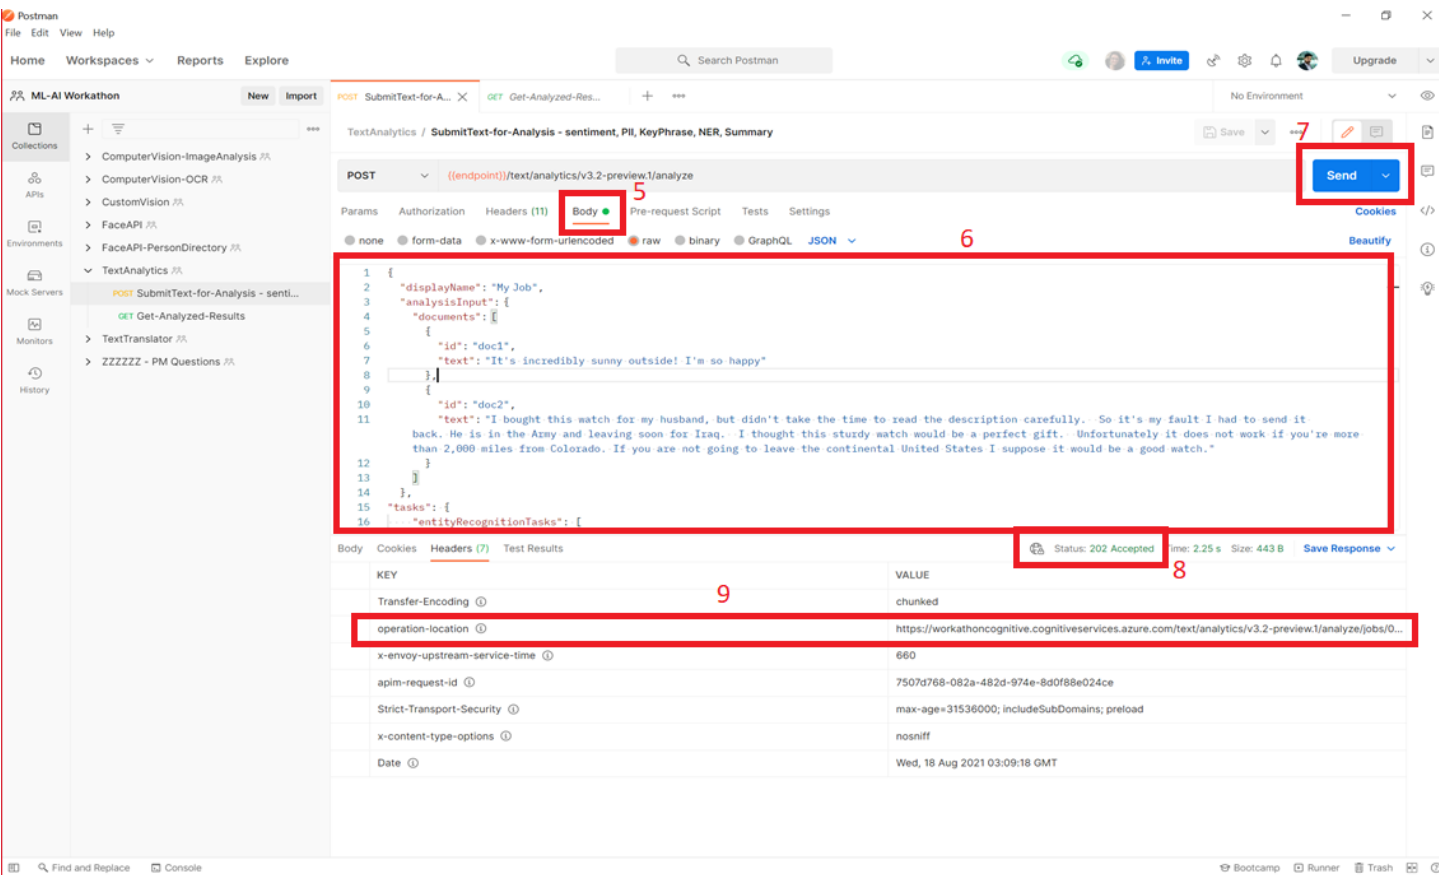 Postman
File Edit View Help
Home Workspaces Reports Explore
Search Postman
Invite
Upgrade
ML-AI Workathon New Import
POST SubmitText-for-A... GET Get-Analyzed-Res...
No Environment
Collections
APIs
Environments
Mock Servers
Monitors
History
ComputerVision-ImageAnalysis
ComputerVision-OCR
CustomVision
FaceAPI
FaceAPI-PersonDirectory
TextAnalytics
POST SubmitText-for-Analysis - senti...
GET Get-Analyzed-Results
TextTranslator
ZZZZZZ - PM Questions
TextAnalytics / SubmitText-for-Analysis - sentiment, PII, KeyPhrase, NER, Summary
Save
7
POST {{endpoint}}/text/analytics/v3.2-preview.1/analyze
Send
5
Params Authorization Headers (11) Body Pre-request Script Tests Settings
Cookies
none form-data x-www-form-urlencoded raw binary GraphQL JSON
6
Beautify
1 {
2 "displayName": "My Job",
3 "analysisInput": {
4 "documents": [
5 {
6 "id": "doc1",
7 "text": "It's incredibly sunny outside! I'm so happy"
8 },
9 {
10 "id": "doc2",
11 "text": "I bought this watch for my husband, but didn't take the time to read the description carefully. So it's my fault I had to send it
back. He is in the Army and leaving soon for Iraq. I thought this sturdy watch would be a perfect gift. Unfortunately it does not work if you're more
than 2,000 miles from Colorado. If you are not going to leave the continental United States I suppose it would be a good watch."
12 }
13 ]
14 },
15 "tasks": {
16 "entityRecognitionTasks": [
Body Cookies Headers (7) Test Results
Status: 202 Accepted Time: 2.25 s Size: 443 B Save Response
8
KEY VALUE
9
Transfer-Encoding chunked
operation-location https://workathoncognitive.cognitiveservices.azure.com/text/analytics/v3.2-preview.1/analyze/jobs/0...
x-envoy-upstream-service-time 660
apim-request-id 7507d768-082a-482d-974e-8d0f88e024ce
Strict-Transport-Security max-age=31536000; includeSubDomains; preload
x-content-type-options nosniff
Date Wed, 18 Aug 2021 03:09:18 GMT
Find and Replace Console
Bootcamp Runner Trash